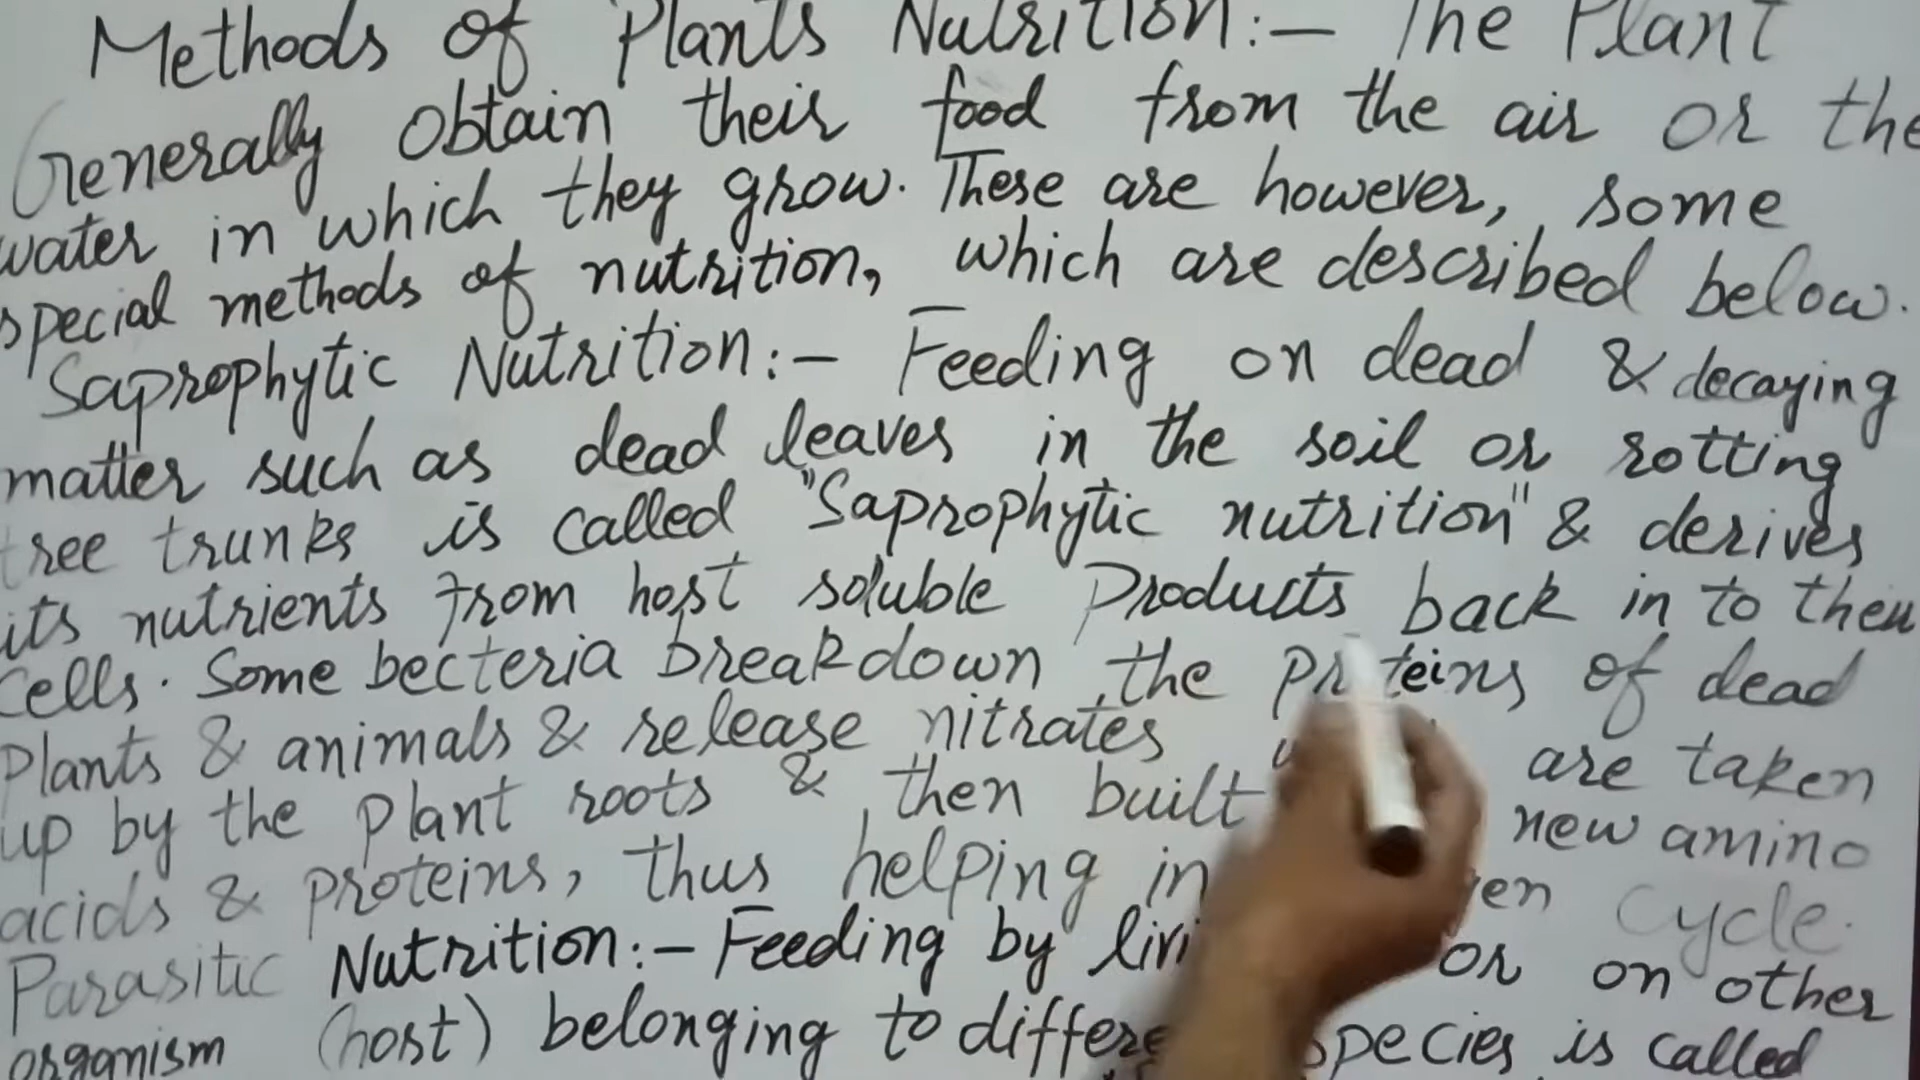 Methods of Plants Nutrition:- The Plant
Generally obtain their food from the air or the
water in which they grow. These are however, some
special methods of nutrition, which are described below.
Saprophytic Nutrition:- Feeding on dead & decaying
matter such as dead leaves in the soil or rotting
tree trunks is called "Saprophytic nutrition" & derives
its nutrients from host soluble Products back in to their
cells. Some becteria breakdown the proteins of dead
Plants & animals & release nitrates are taken
up by the plant roots & then built new amino
acids & proteins, thus helping in Cycle.
Parasitic Nutrition:- Feeding by or on other
organism (host) belonging to species is called